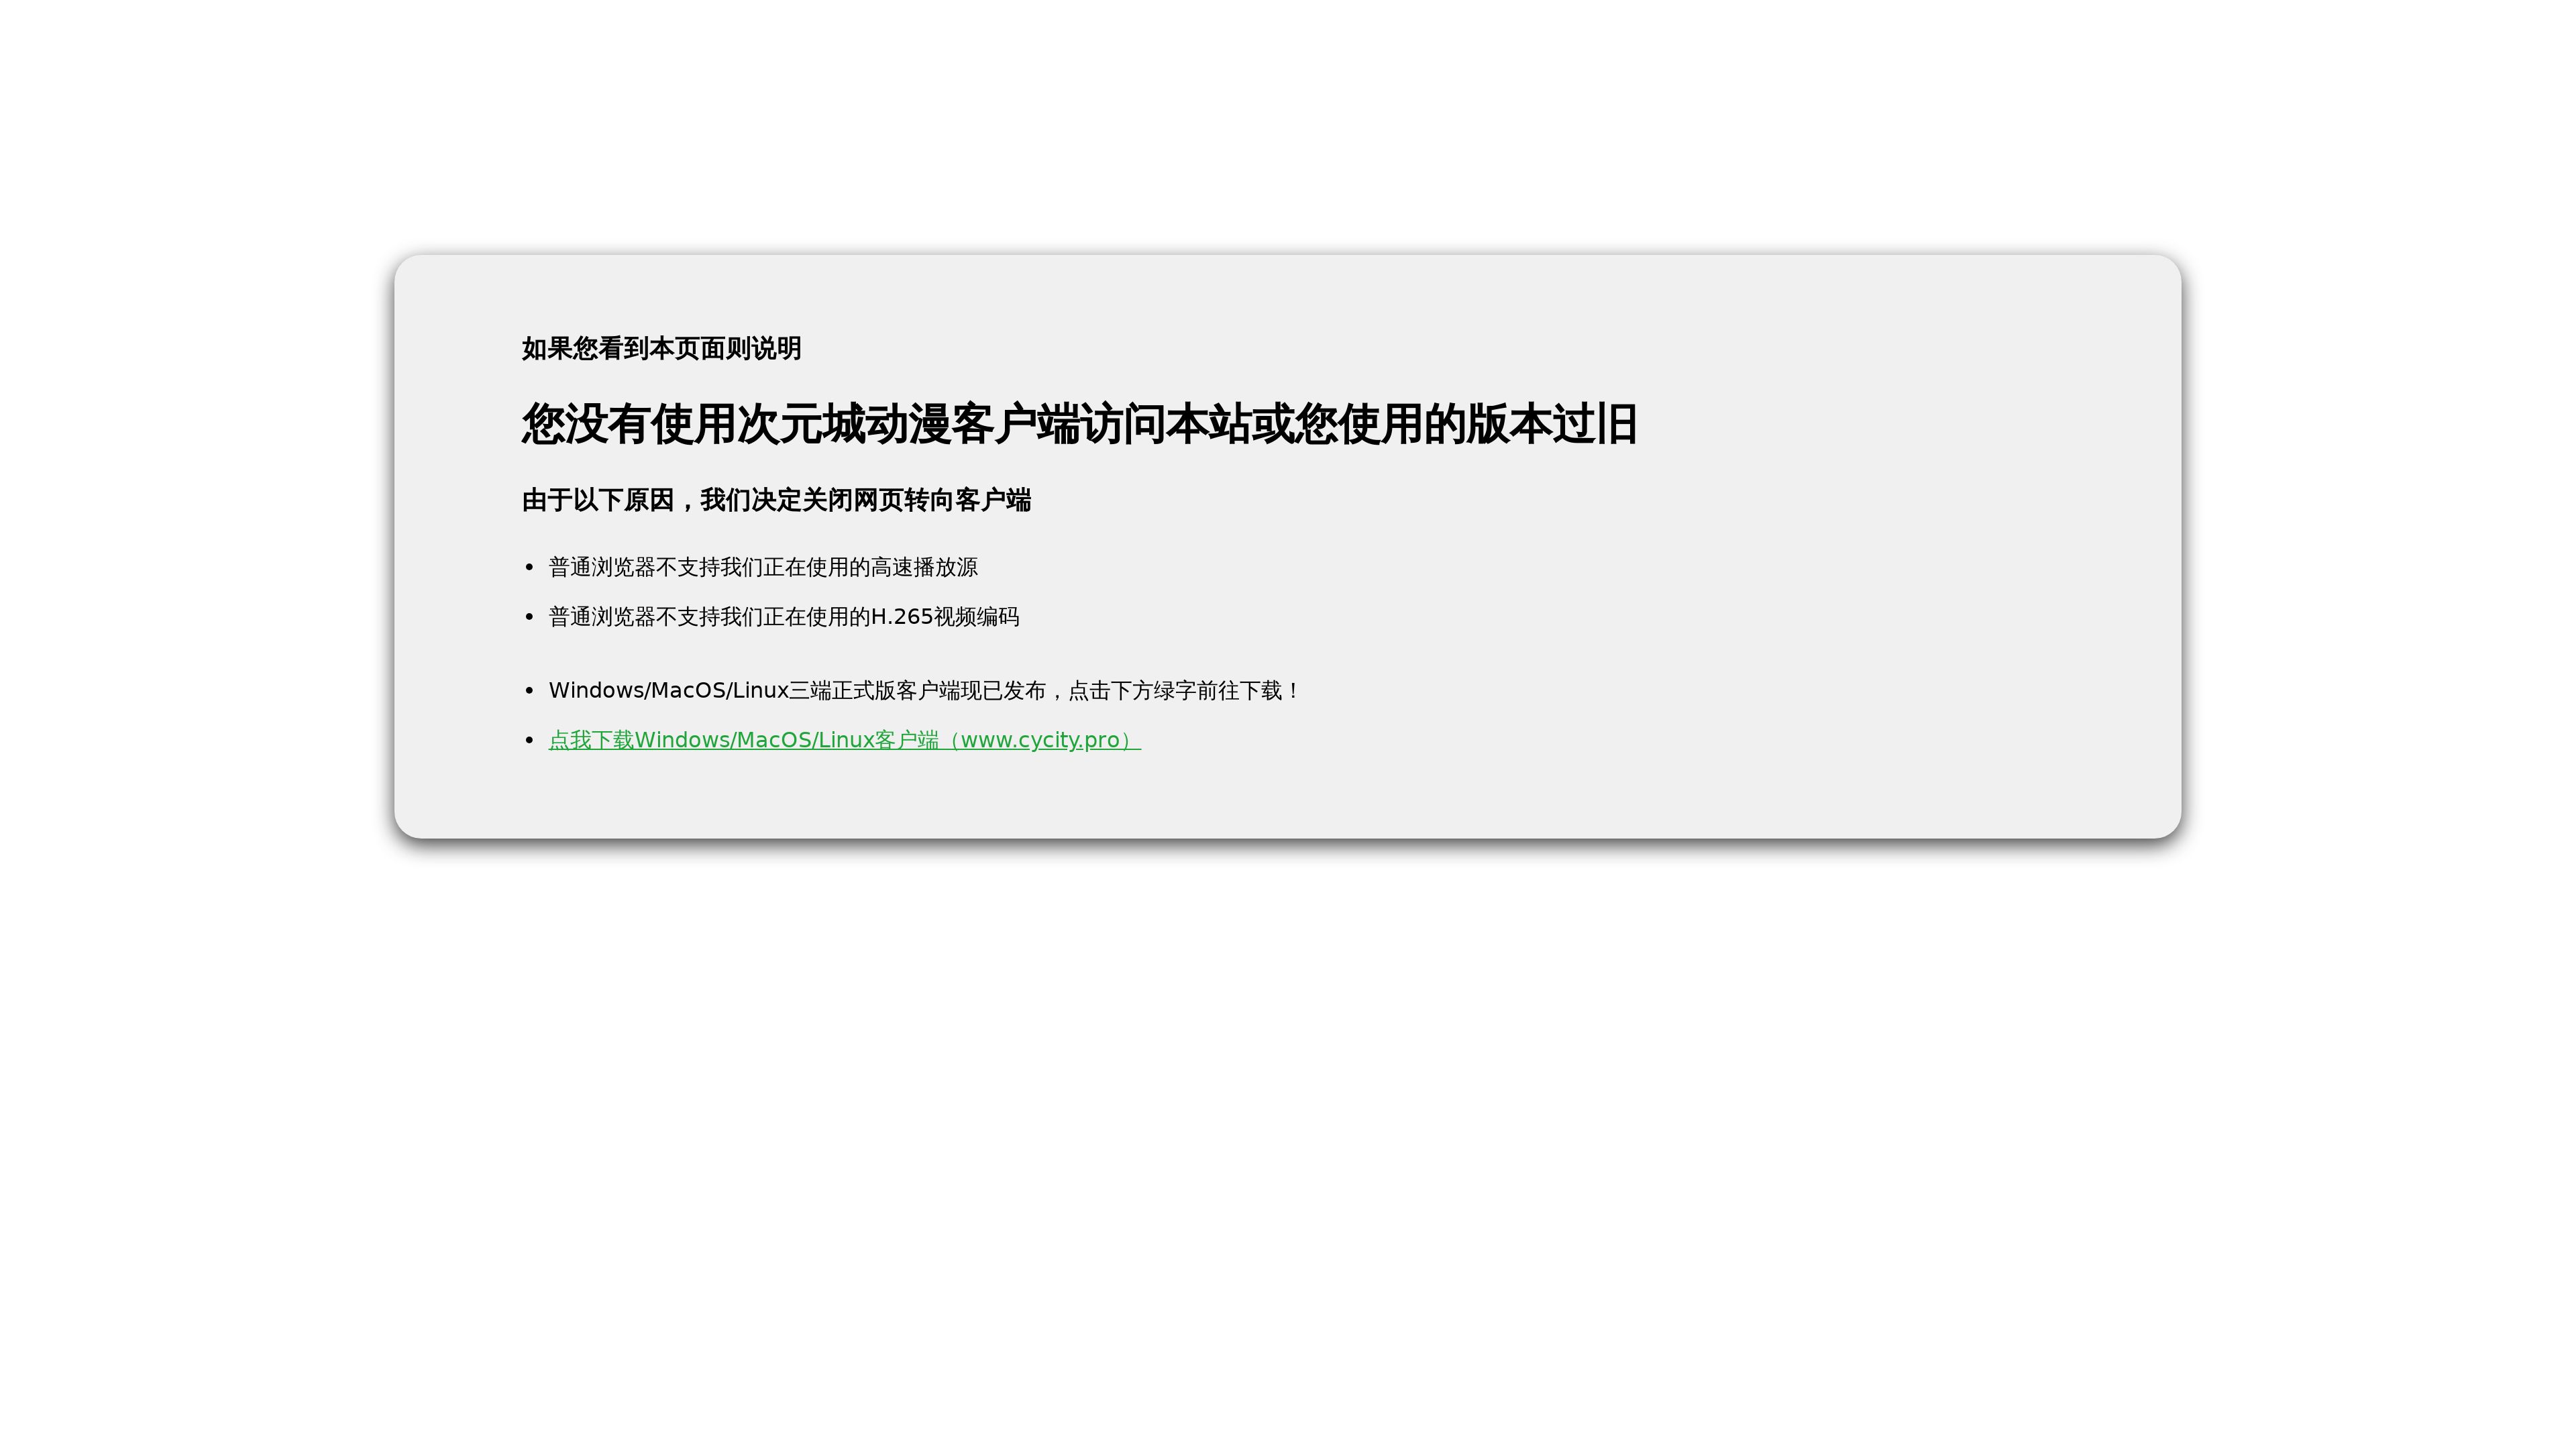 如果您看到本页面则说明
您没有使用次元城动漫客户端访问本站或您使用的版本过旧
由于以下原因，我们决定关闭网页转向客户端
• 普通浏览器不支持我们正在使用的高速播放源
• 普通浏览器不支持我们正在使用的H.265视频编码
• Windows/MacOS/Linux三端正式版客户端现已发布，点击下方绿字前往下载！
• 点我下载Windows/MacOS/Linux客户端（www.cycity.pro）